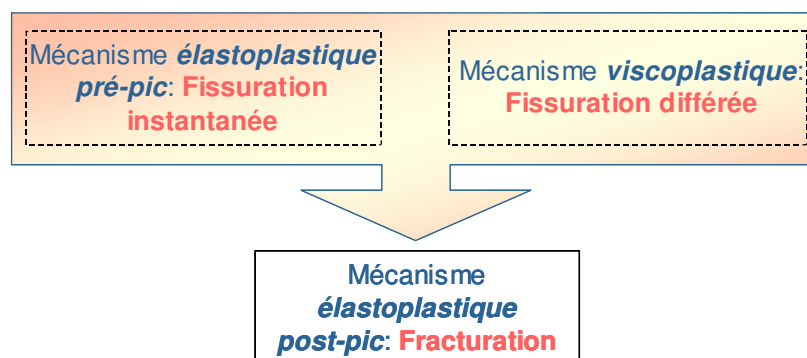 Mécanisme élastoplastique
pré-pic: Fissuration
instantanée
Mécanisme viscoplastique:
Fissuration différée
Mécanisme
élastoplastique
post-pic: Fracturation